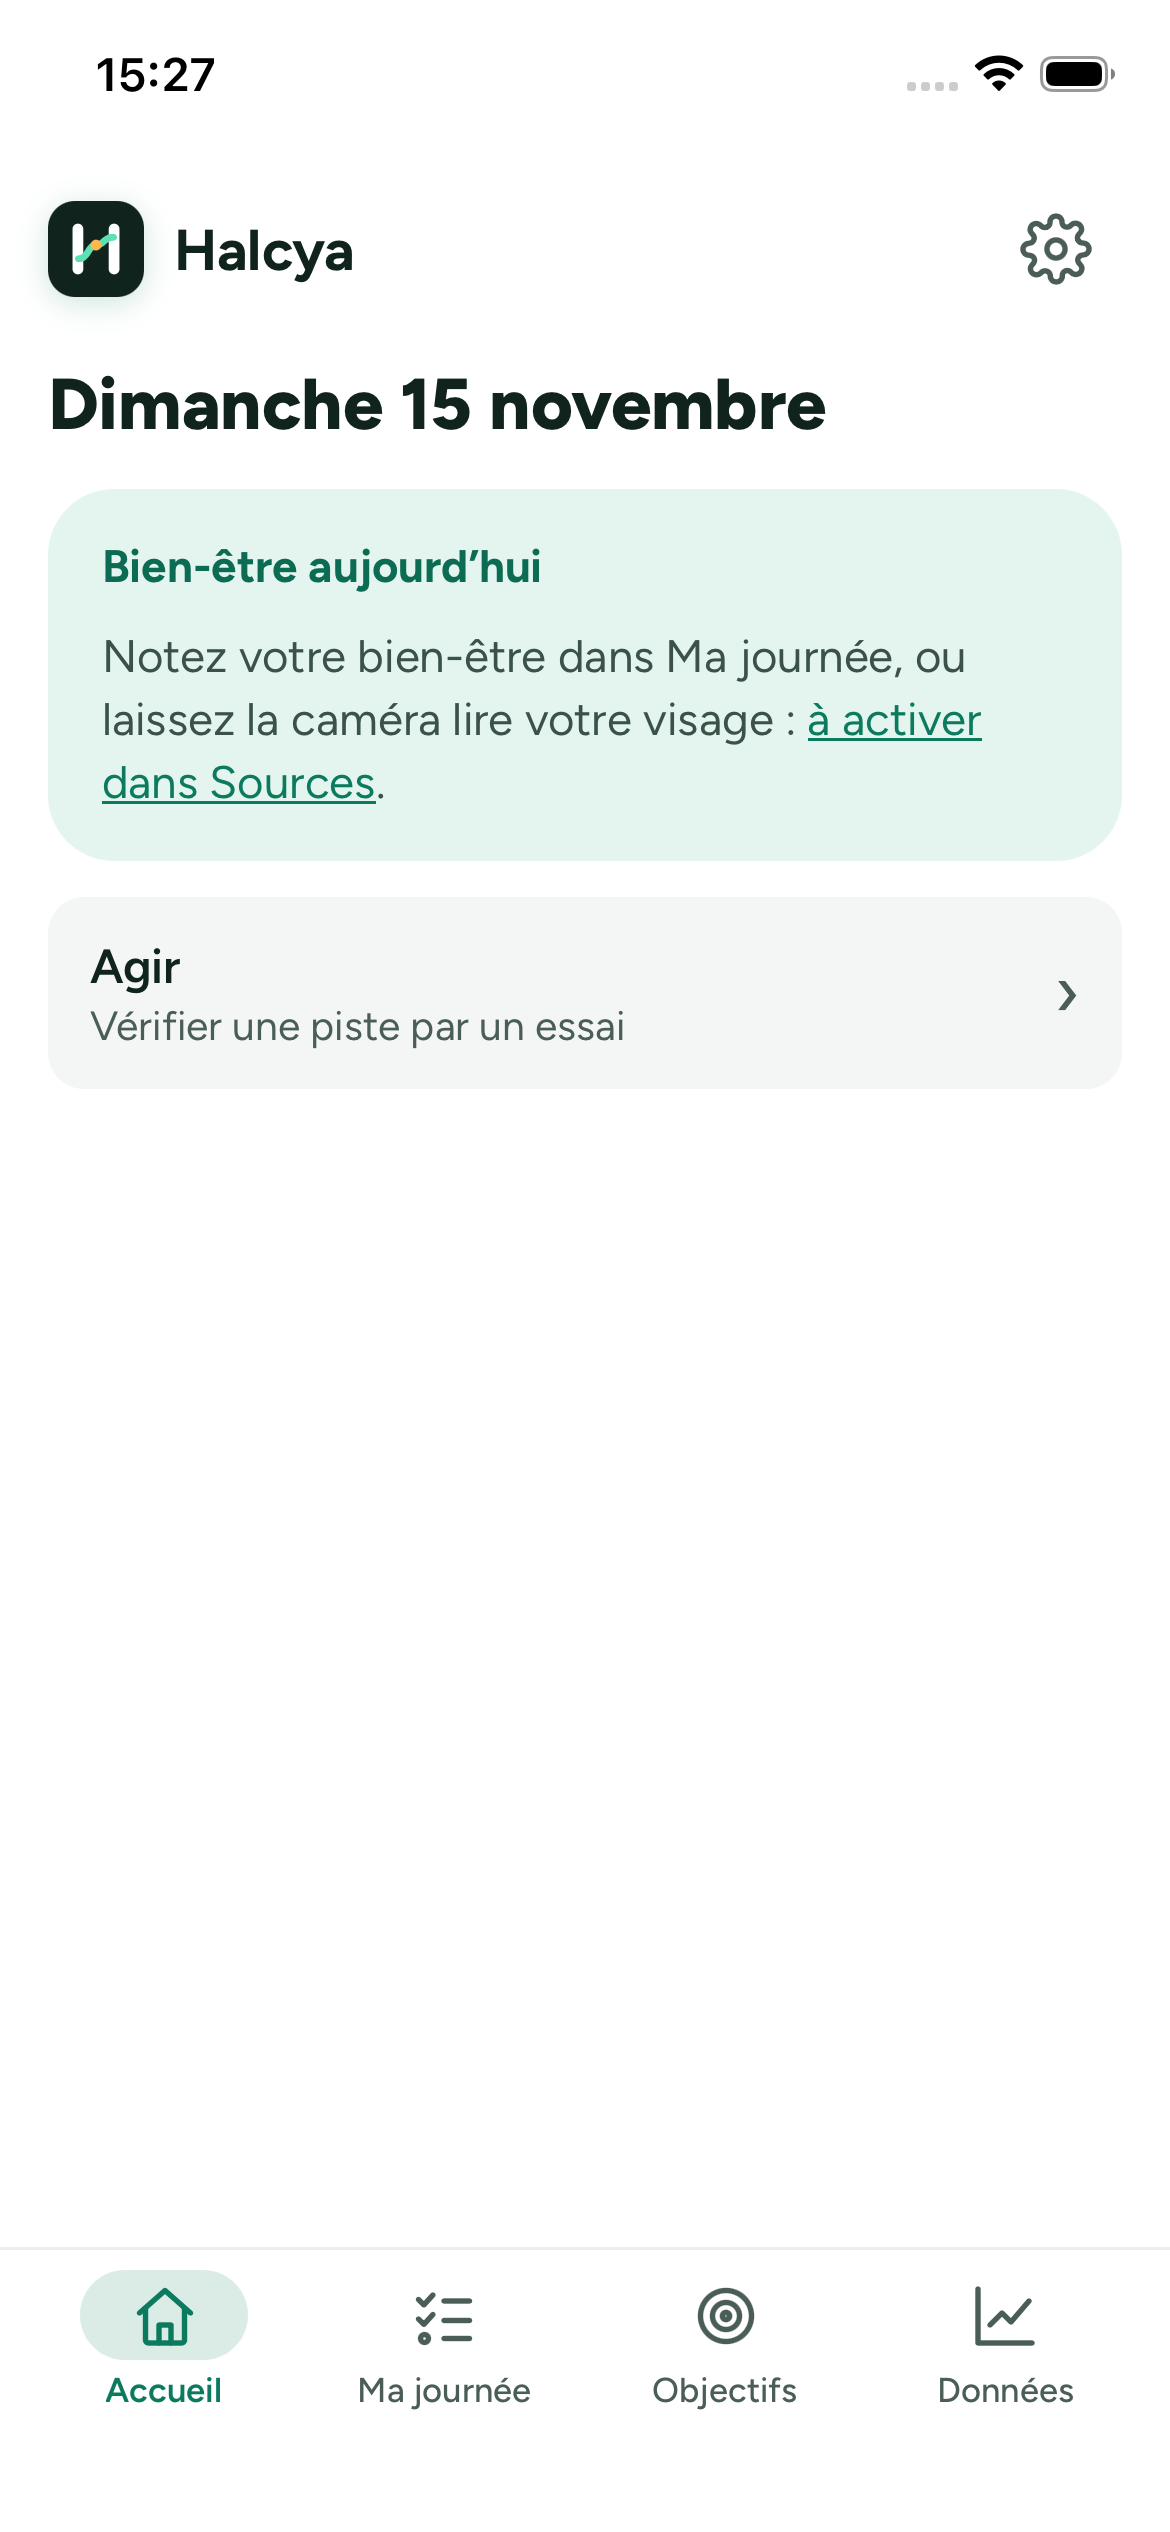 15:27
Halcya
Dimanche 15 novembre
Bien-être aujourd’hui
Notez votre bien-être dans Ma journée, ou
laissez la caméra lire votre visage : à activer
dans Sources.
Agir
Vérifier une piste par un essai
Accueil
Ma journée
Objectifs
Données